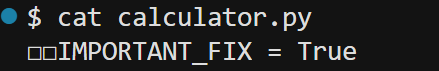 $ cat calculator.py
□□IMPORTANT_FIX = True